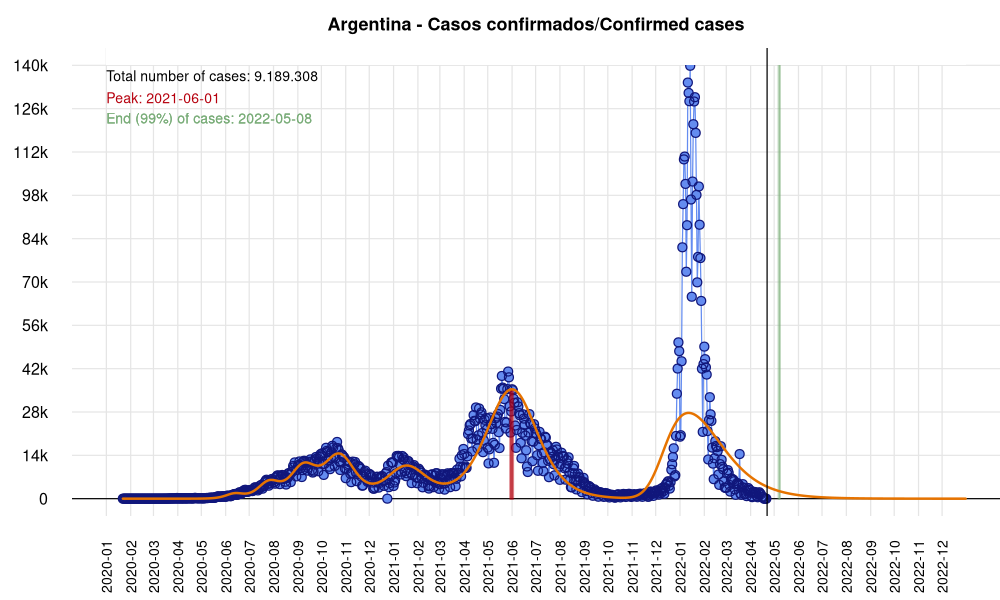 Argentina - Casos confirmados/Confirmed cases
Total number of cases: 9.189.308
Peak: 2021-06-01
End (99%) of cases: 2022-05-08
140k
126k
112k
98k
84k
70k
56k
42k
28k
14k
0
2020-01
2020-02
2020-03
2020-04
2020-05
2020-06
2020-07
2020-08
2020-09
2020-10
2020-11
2020-12
2021-01
2021-02
2021-03
2021-04
2021-05
2021-06
2021-07
2021-08
2021-09
2021-10
2021-11
2021-12
2022-01
2022-02
2022-03
2022-04
2022-05
2022-06
2022-07
2022-08
2022-09
2022-10
2022-11
2022-12